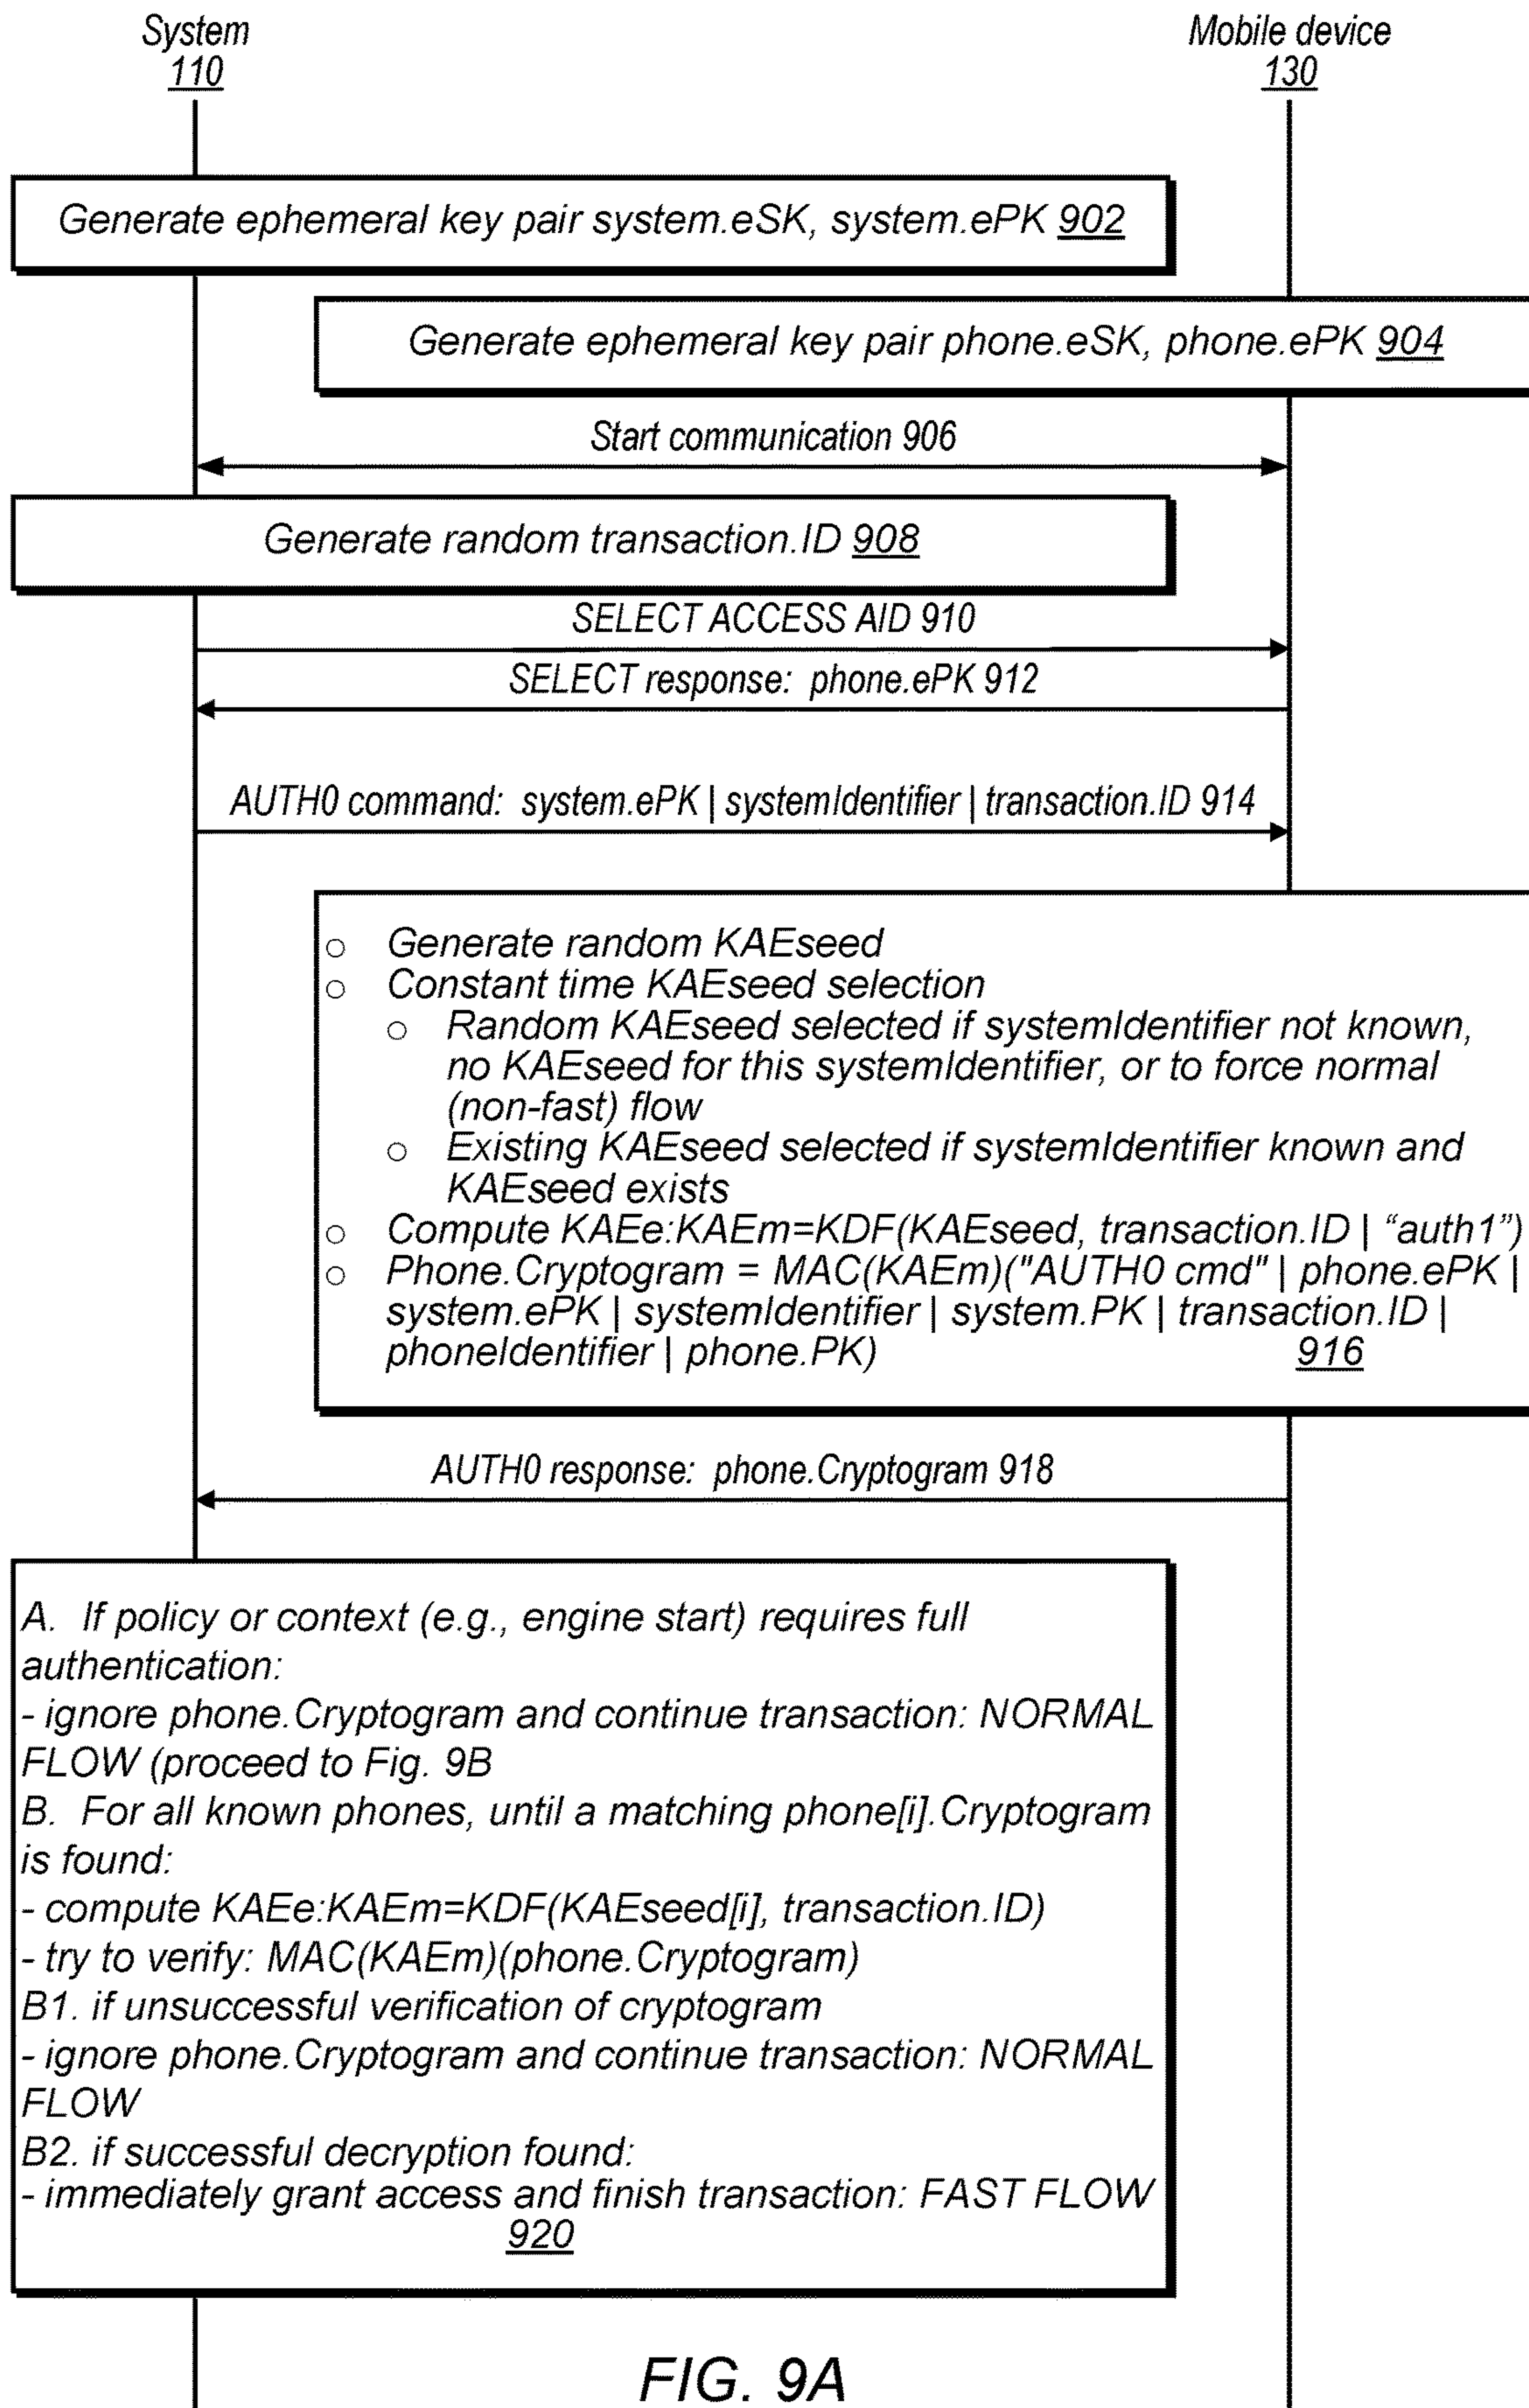 System
110
Mobile device
130
Generate ephemeral key pair system.eSK, system.ePK 902
Generate ephemeral key pair phone.eSK, phone.ePK 904
Start communication 906
Generate random transaction.ID 908
SELECT ACCESS AID 910
SELECT response: phone.ePK 912
AUTH0 command: system.ePK | systemIdentifier | transaction.ID 914
○ Generate random KAEseed
○ Constant time KAEseed selection
○ Random KAEseed selected if systemIdentifier not known,
no KAEseed for this systemIdentifier, or to force normal
(non-fast) flow
○ Existing KAEseed selected if systemIdentifier known and
KAEseed exists
○ Compute KAEe:KAEm=KDF(KAEseed, transaction.ID | “auth1”)
○ Phone.Cryptogram = MAC(KAEm)("AUTH0 cmd" | phone.ePK |
system.ePK | systemIdentifier | system.PK | transaction.ID |
phoneIdentifier | phone.PK)
916
AUTH0 response: phone.Cryptogram 918
A. If policy or context (e.g., engine start) requires full
authentication:
- ignore phone.Cryptogram and continue transaction: NORMAL
FLOW (proceed to Fig. 9B
B. For all known phones, until a matching phone[i].Cryptogram
is found:
- compute KAEe:KAEm=KDF(KAEseed[i], transaction.ID)
- try to verify: MAC(KAEm)(phone.Cryptogram)
B1. if unsuccessful verification of cryptogram
- ignore phone.Cryptogram and continue transaction: NORMAL
FLOW
B2. if successful decryption found:
- immediately grant access and finish transaction: FAST FLOW
920
FIG. 9A